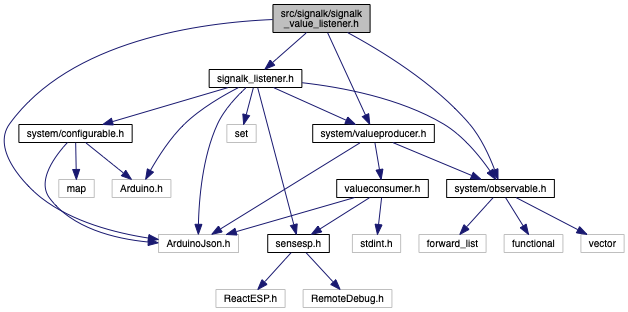 src/signalk/signalk
_value_listener.h
signalk_listener.h
system/configurable.h
set
system/valueproducer.h
map
Arduino.h
valueconsumer.h
system/observable.h
ArduinoJson.h
sensesp.h
stdint.h
forward_list
functional
vector
ReactESP.h
RemoteDebug.h